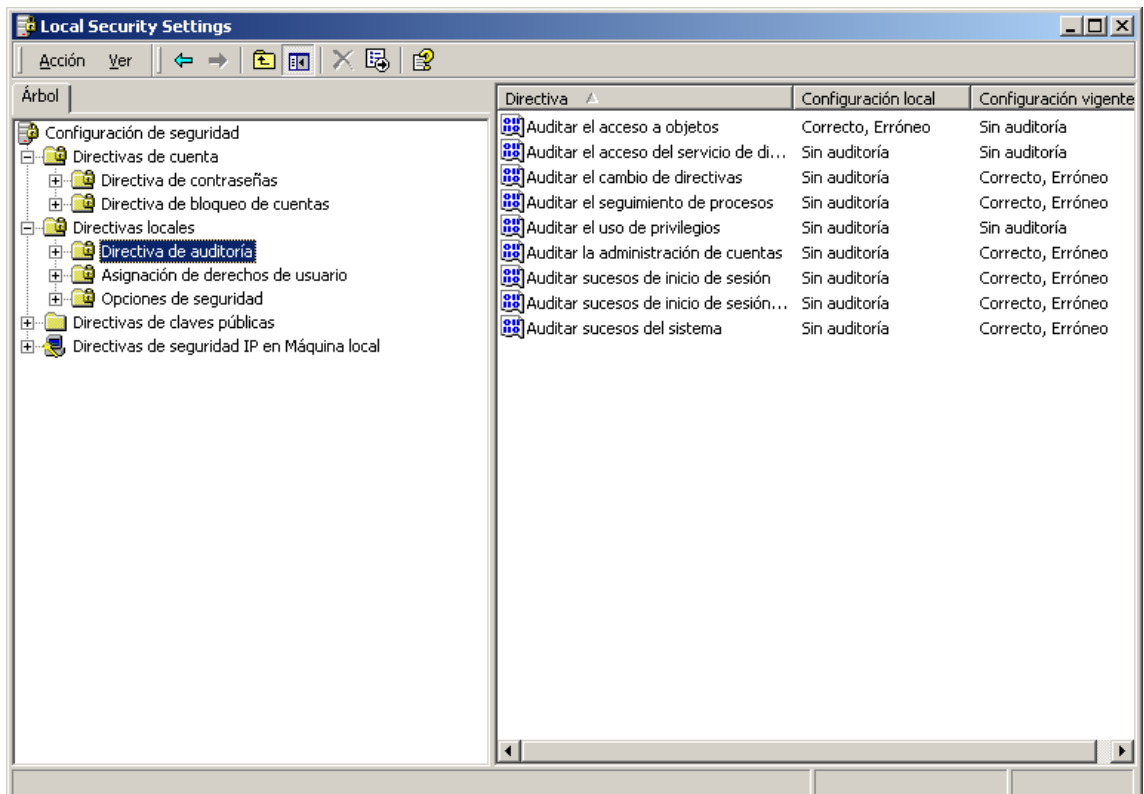 Local Security Settings
Acción Ver
Árbol
Configuración de seguridad
Directivas de cuenta
Directiva de contraseñas
Directiva de bloqueo de cuentas
Directivas locales
Directiva de auditoría
Asignación de derechos de usuario
Opciones de seguridad
Directivas de claves públicas
Directivas de seguridad IP en Máquina local
Directiva Configuración local Configuración vigente
Auditar el acceso a objetos Correcto, Erróneo Sin auditoría
Auditar el acceso del servicio de di... Sin auditoría Sin auditoría
Auditar el cambio de directivas Sin auditoría Correcto, Erróneo
Auditar el seguimiento de procesos Sin auditoría Correcto, Erróneo
Auditar el uso de privilegios Sin auditoría Sin auditoría
Auditar la administración de cuentas Sin auditoría Correcto, Erróneo
Auditar sucesos de inicio de sesión Sin auditoría Correcto, Erróneo
Auditar sucesos de inicio de sesión... Sin auditoría Correcto, Erróneo
Auditar sucesos del sistema Sin auditoría Correcto, Erróneo